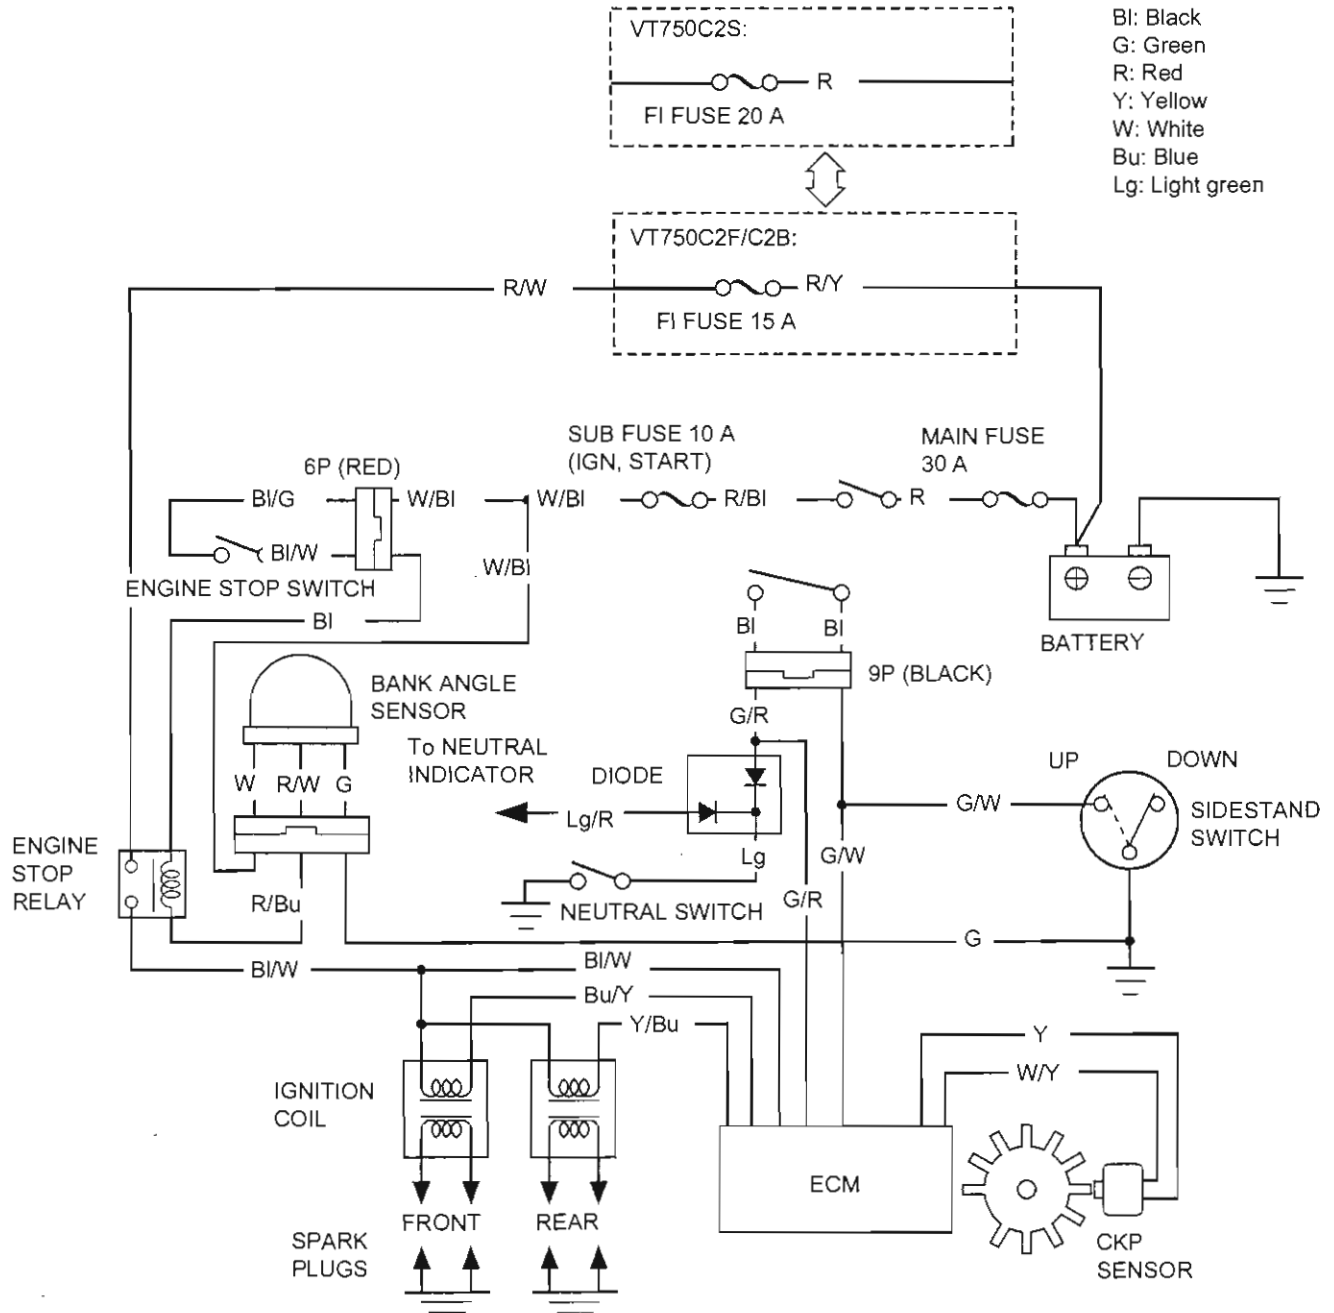 VT750C2S:
R
FI FUSE 20 A
Bl: Black
G: Green
R: Red
Y: Yellow
W: White
Bu: Blue
Lg: Light green
VT750C2F/C2B:
R/W
R/Y
FI FUSE 15 A
SUB FUSE 10 A
(IGN, START)
MAIN FUSE
30 A
6P (RED)
Bl/G
W/Bl
W/Bl
R/Bl
R
Bl/W
W/Bl
ENGINE STOP SWITCH
Bl
Bl
Bl
BATTERY
9P (BLACK)
BANK ANGLE
SENSOR
G/R
To NEUTRAL
INDICATOR
DIODE
UP
DOWN
W
R/W
G
Lg/R
G/W
SIDESTAND
SWITCH
ENGINE
STOP
RELAY
Lg
G/W
R/Bu
G/R
NEUTRAL SWITCH
G
Bl/W
Bl/W
Bu/Y
Y/Bu
Y
W/Y
IGNITION
COIL
ECM
FRONT
REAR
SPARK
PLUGS
CKP
SENSOR